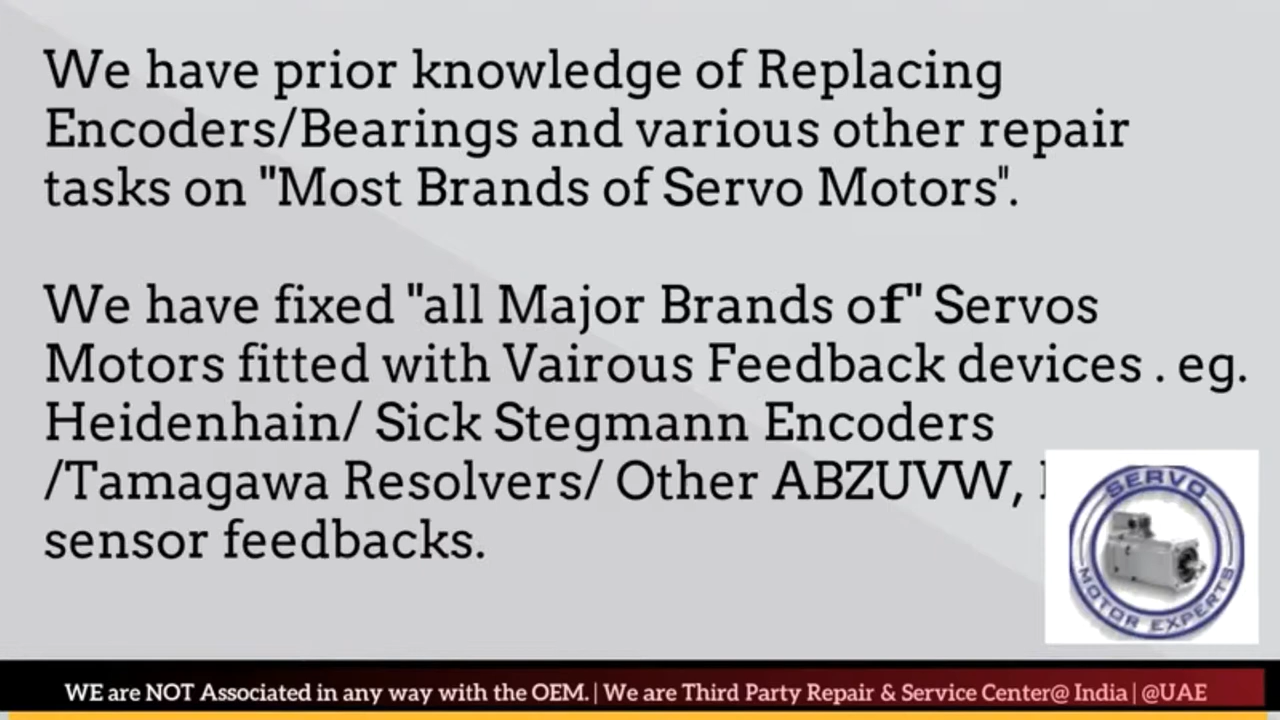 We have prior knowledge of Replacing
Encoders/Bearings and various other repair
tasks on "Most Brands of Servo Motors".
We have fixed "all Major Brands of" Servos
Motors fitted with Vairous Feedback devices . eg.
Heidenhain/ Sick Stegmann Encoders
/Tamagawa Resolvers/ Other ABZUVW,
sensor feedbacks.
SERVO
MOTOR EXPERTS
WE are NOT Associated in any way with the OEM. | We are Third Party Repair & Service Center@ India | @UAE